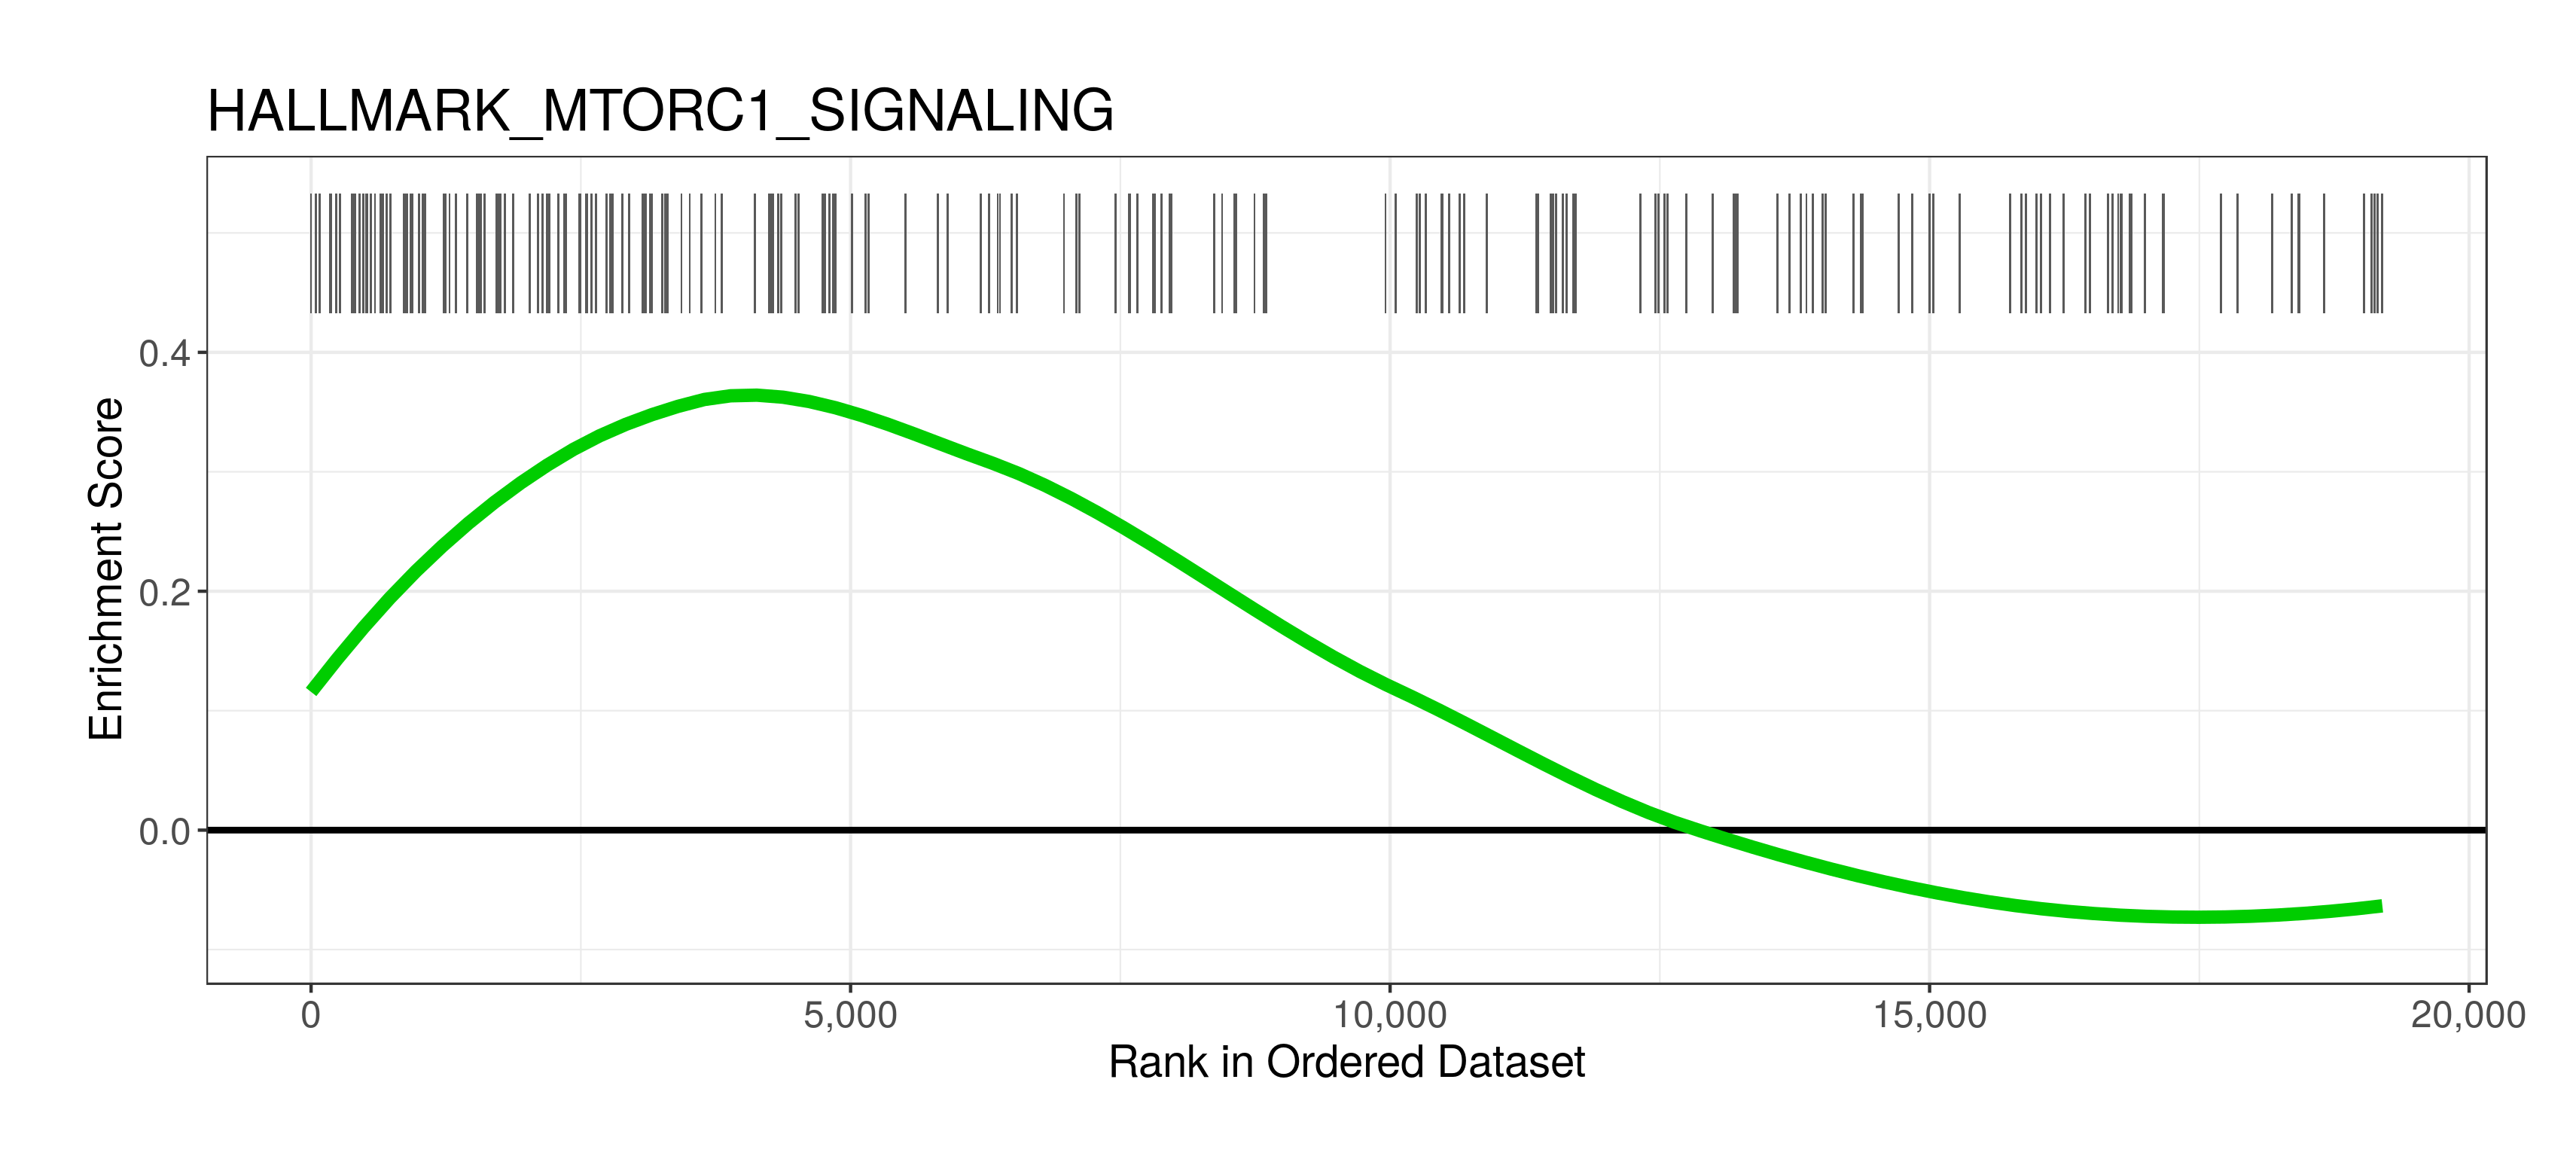 HALLMARK_MTORC1_SIGNALING
Enrichment Score
0.4
0.2
0.0
0 5,000 10,000 15,000 20,000
Rank in Ordered Dataset